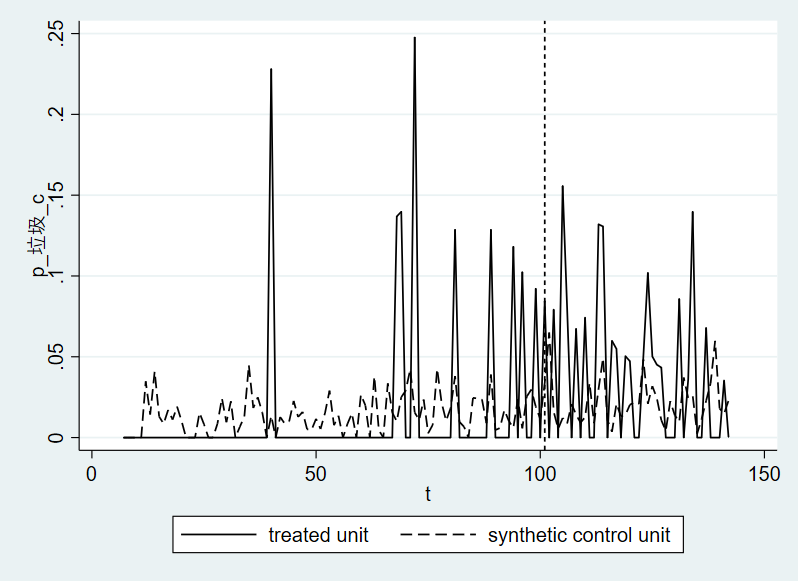 p_垃圾_c
.25
.2
.15
.1
.05
0
0
50
100
150
t
treated unit
synthetic control unit